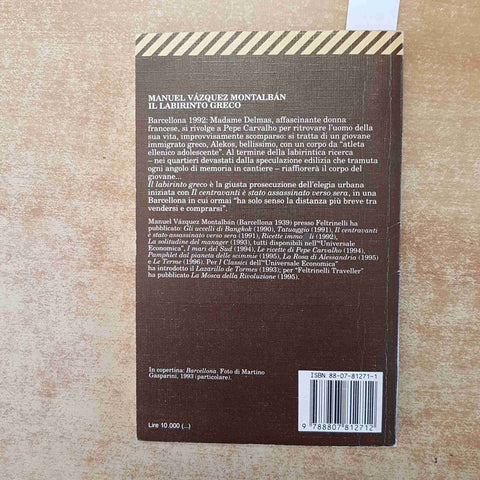 MANUEL VÁZQUEZ MONTALBÁN
IL LABIRINTO GRECO
Barcellona 1992: Madame Delmas, affascinante donna
francese, si rivolge a Pepe Carvalho per ritrovare l'uomo della
sua vita, improvvisamente scomparso: si tratta di un giovane
immigrato greco, Alekos, bellissimo, con un corpo da "atleta
ellenico adolescente". Al termine della labirintica ricerca
– nei quartieri devastati dalla speculazione edilizia che tramuta
ogni angolo di memoria in cantiere – riaffiorerà il corpo del
giovane...
Il labirinto greco è la giusta prosecuzione dell'elegia urbana
iniziata con Il centravanti è stato assassinato verso sera, in una
Barcellona in cui ormai "ha solo senso la distanza più breve tra
vendersi e comprarsi".
Manuel Vázquez Montalbán (Barcellona 1939) presso Feltrinelli ha
pubblicato: Gli uccelli di Bangkok (1990), Tatuaggio (1991), Il centravanti
è stato assassinato verso sera (1991), Ricette immo li (1992),
La solitudine del manager (1993), tutti disponibili nell'"Universale
Economica", I mari del Sud (1994), Le ricette di Pepe Carvalho (1994),
Pamphlet dal pianeta delle scimmie (1995), La Rosa di Alessandria (1995)
e Le Terme (1996). Per I Classici dell'"Universale Economica"
ha introdotto il Lazarillo de Tormes (1993); per "Feltrinelli Traveller"
ha pubblicato La Mosca della Rivoluzione (1995).
In copertina: Barcellona. Foto di Martino
Gasparini, 1993 (particolare).
ISBN 88-07-81271-1
9 788807 812712
Lire 10.000 (...)